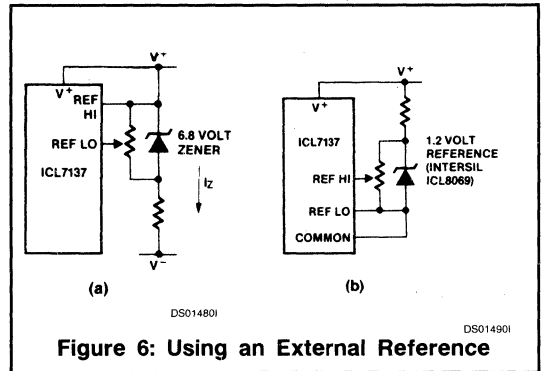 V+
V+
REF
HI
REF LO
6.8 VOLT
ZENER
ICL7137
IZ
V−
(a)
DS01480I
V+
V+
ICL7137
1.2 VOLT
REFERENCE
(INTERSIL
ICL8069)
REF HI
REF LO
COMMON
(b)
DS01490I
Figure 6: Using an External Reference